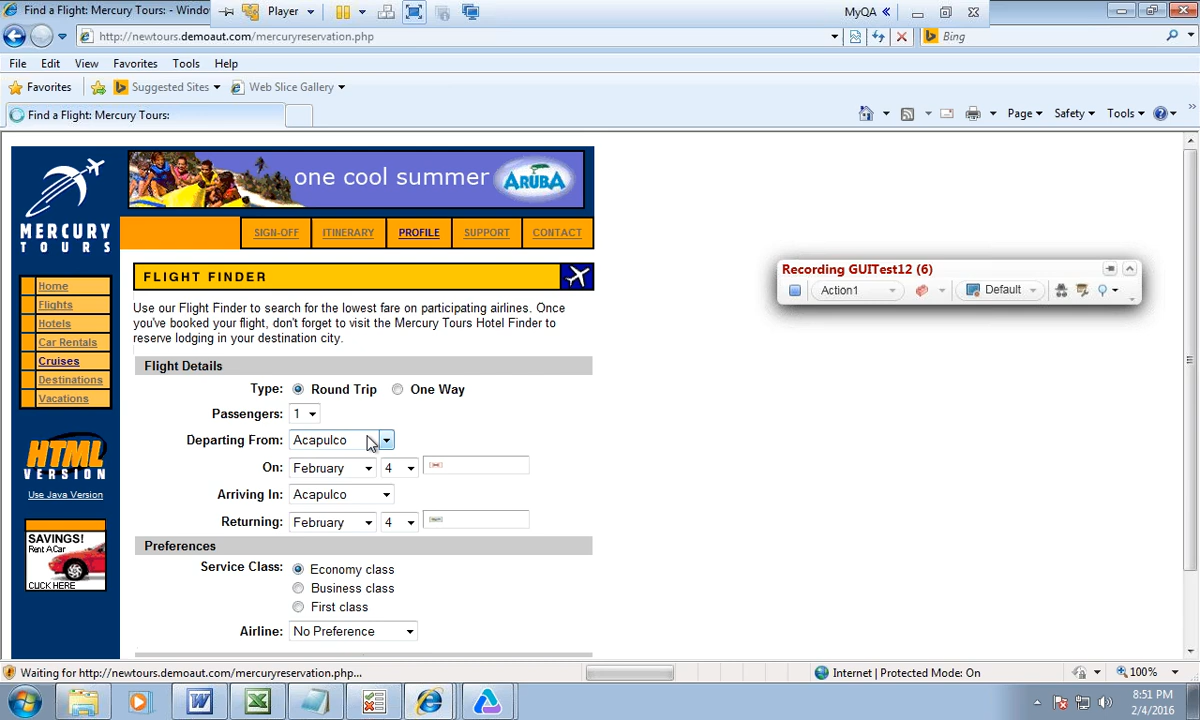 Find a Flight: Mercury Tours: - Windo
Player
MyQA
http://newtours.demoaut.com/mercuryreservation.php
Bing
File Edit View Favorites Tools Help
Favorites Suggested Sites Web Slice Gallery
Find a Flight: Mercury Tours:
Page Safety Tools
one cool summer ARUBA
MERCURY
TOURS
SIGN-OFF ITINERARY PROFILE SUPPORT CONTACT
Home
Flights
Hotels
Car Rentals
Cruises
Destinations
Vacations
HTML
VERSION
Use Java Version
SAVINGS!
Rent A Car
CLICK HERE
FLIGHT FINDER
Use our Flight Finder to search for the lowest fare on participating airlines. Once
you've booked your flight, don't forget to visit the Mercury Tours Hotel Finder to
reserve lodging in your destination city.
Flight Details
Type: Round Trip One Way
Passengers: 1
Departing From: Acapulco
On: February 4
Arriving In: Acapulco
Returning: February 4
Preferences
Service Class: Economy class
Business class
First class
Airline: No Preference
Recording GUITest12 (6)
Action1 Default
Waiting for http://newtours.demoaut.com/mercuryreservation.php...
Internet | Protected Mode: On
100%
8:51 PM
2/4/2016